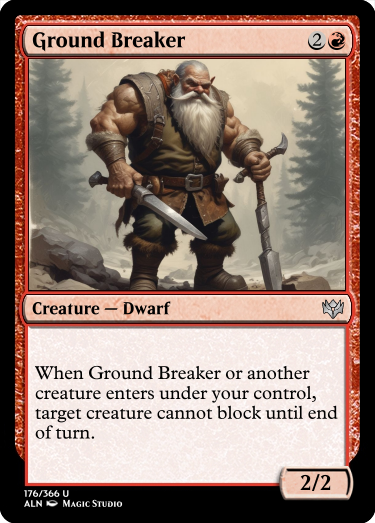 Ground Breaker 2
Creature — Dwarf
When Ground Breaker or another
creature enters under your control,
target creature cannot block until end
of turn.
2/2
176/366 U
ALN Magic Studio